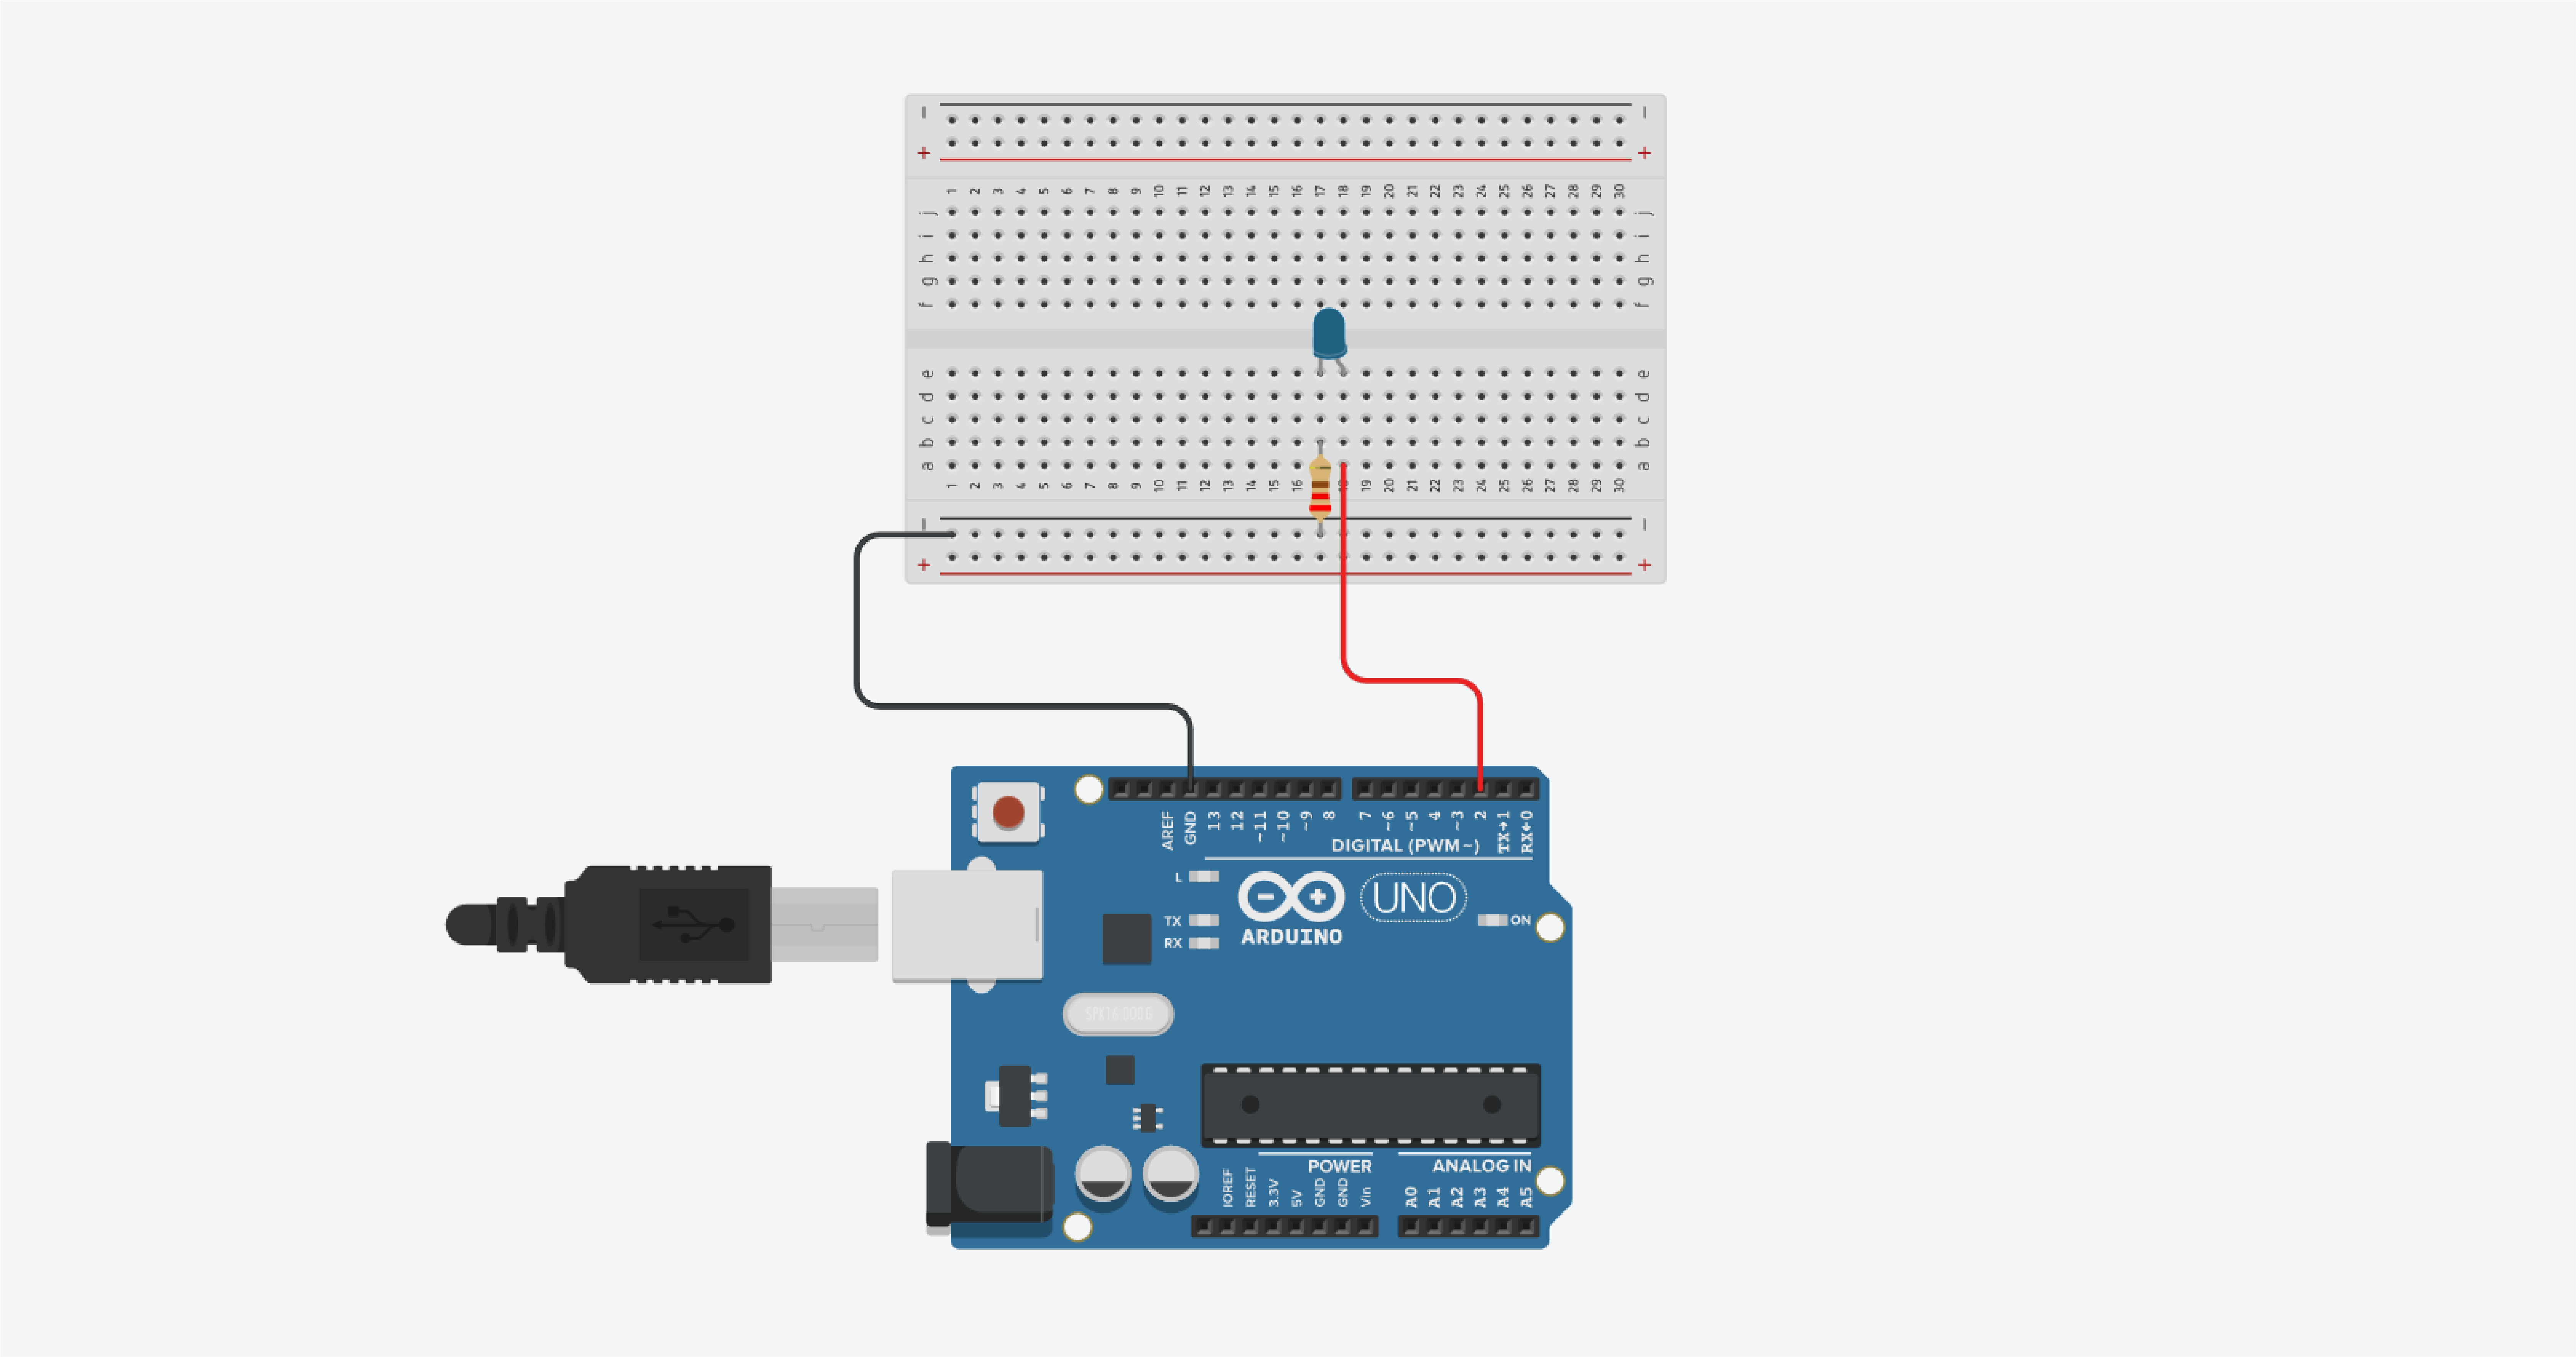 − −
+ +
1 2 3 4 5 6 7 8 9 10 11 12 13 14 15 16 17 18 19 20 21 22 23 24 25 26 27 28 29 30
j j
i i
h h
g g
f f
e e
d d
c c
b b
a a
1 2 3 4 5 6 7 8 9 10 11 12 13 14 15 16 19 20 21 22 23 24 25 26 27 28 29 30
− −
+ +
AREF GND 13 12 ~11 ~10 ~9 8 7 ~6 ~5 4 ~3 2 TX→1 RX←0
DIGITAL (PWM~)
L
UNO
TX ON
RX ARDUINO
SPK16.000G
POWER ANALOG IN
IOREF RESET 3.3V 5V GND GND Vin A0 A1 A2 A3 A4 A5